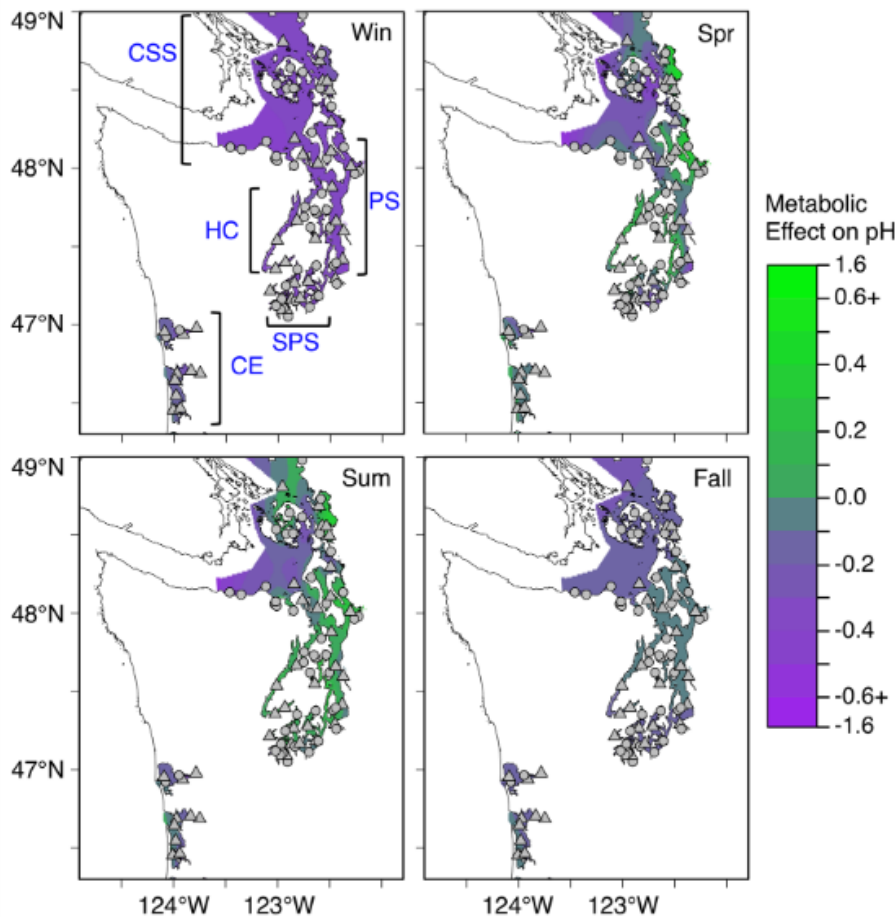 49°N
Win
CSS
48°N
PS
HC
47°N
SPS
CE
Spr
Metabolic
Effect on pH
1.6
0.6+
0.4
0.2
0.0
-0.2
-0.4
-0.6+
-1.6
49°N
Sum
48°N
47°N
124°W 123°W
Fall
124°W 123°W